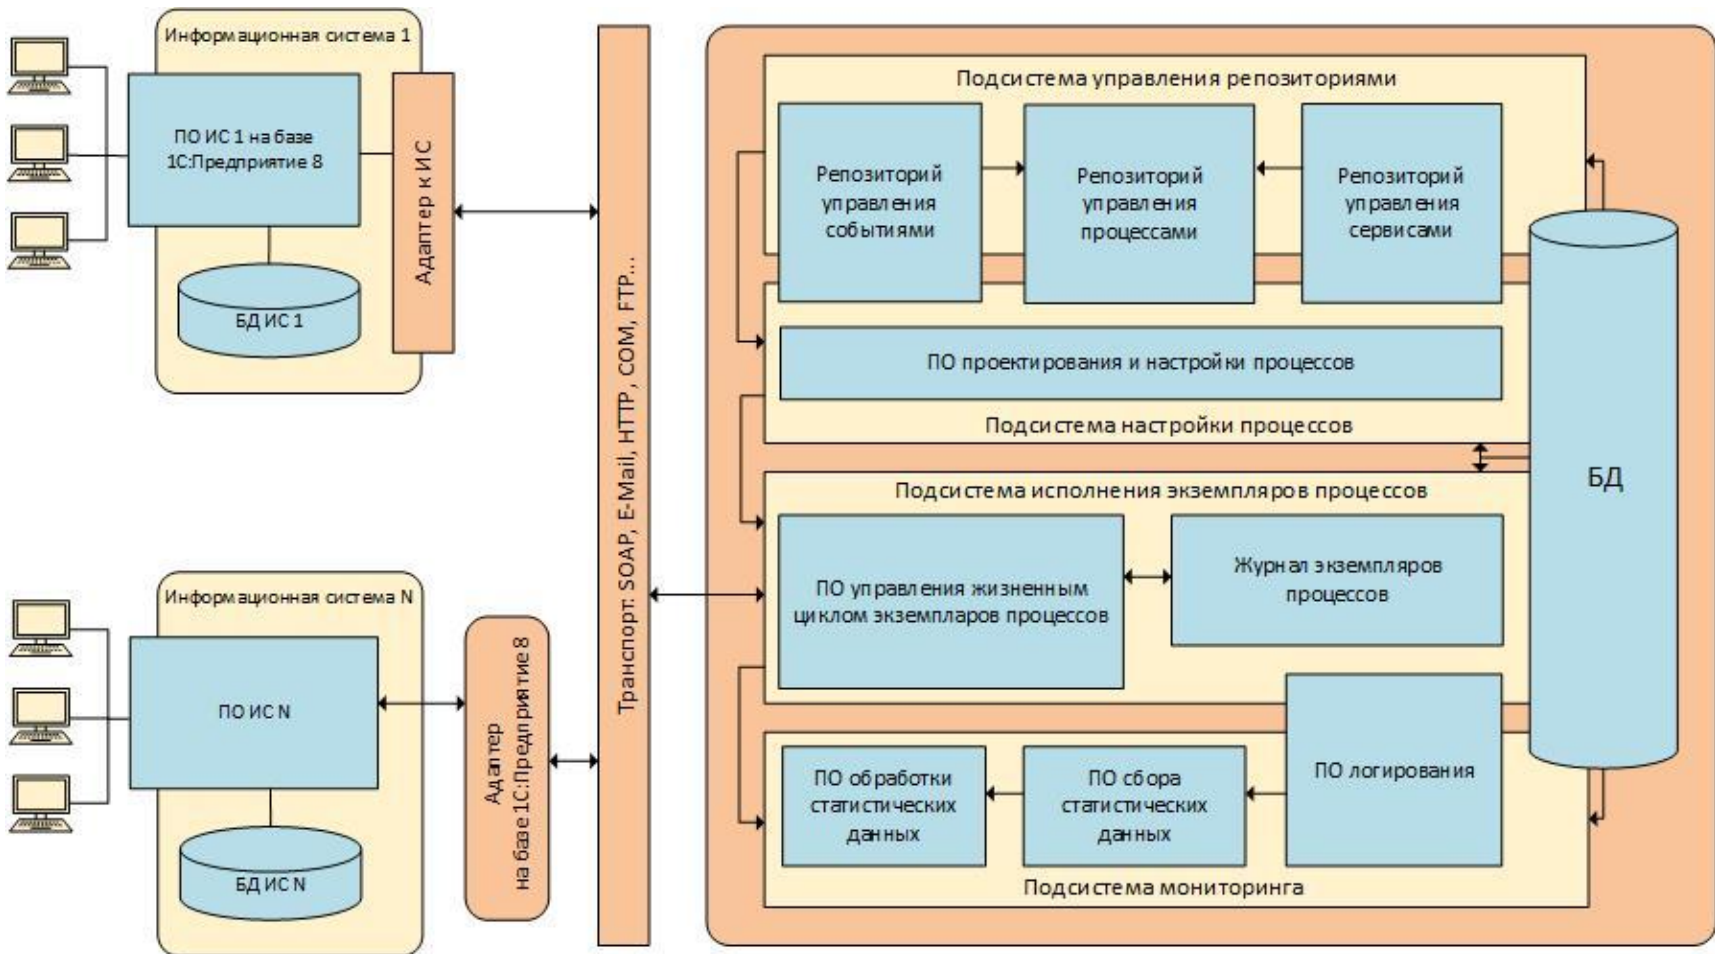 Информационная система 1
ПО ИС 1 на базе
1С:Предприятие 8
БД ИС 1
Адаптер к ИС
Информационная система N
ПО ИС N
БД ИС N
Адаптер
на базе 1С:Предприятие 8
Транспорт: SOAP, E-Mail, HTTP, COM, FTP...
Подсистема управления репозиториями
Репозиторий
управления
событиями
Репозиторий
управления
процессами
Репозиторий
управления
сервисами
ПО проектирования и настройки процессов
Подсистема настройки процессов
Подсистема исполнения экземпляров процессов
ПО управления жизненным
циклом экземпларов процессов
Журнал экземпляров
процессов
ПО обработки
статистических
данных
ПО сбора
статистических
данных
ПО логирования
Подсистема мониторинга
БД